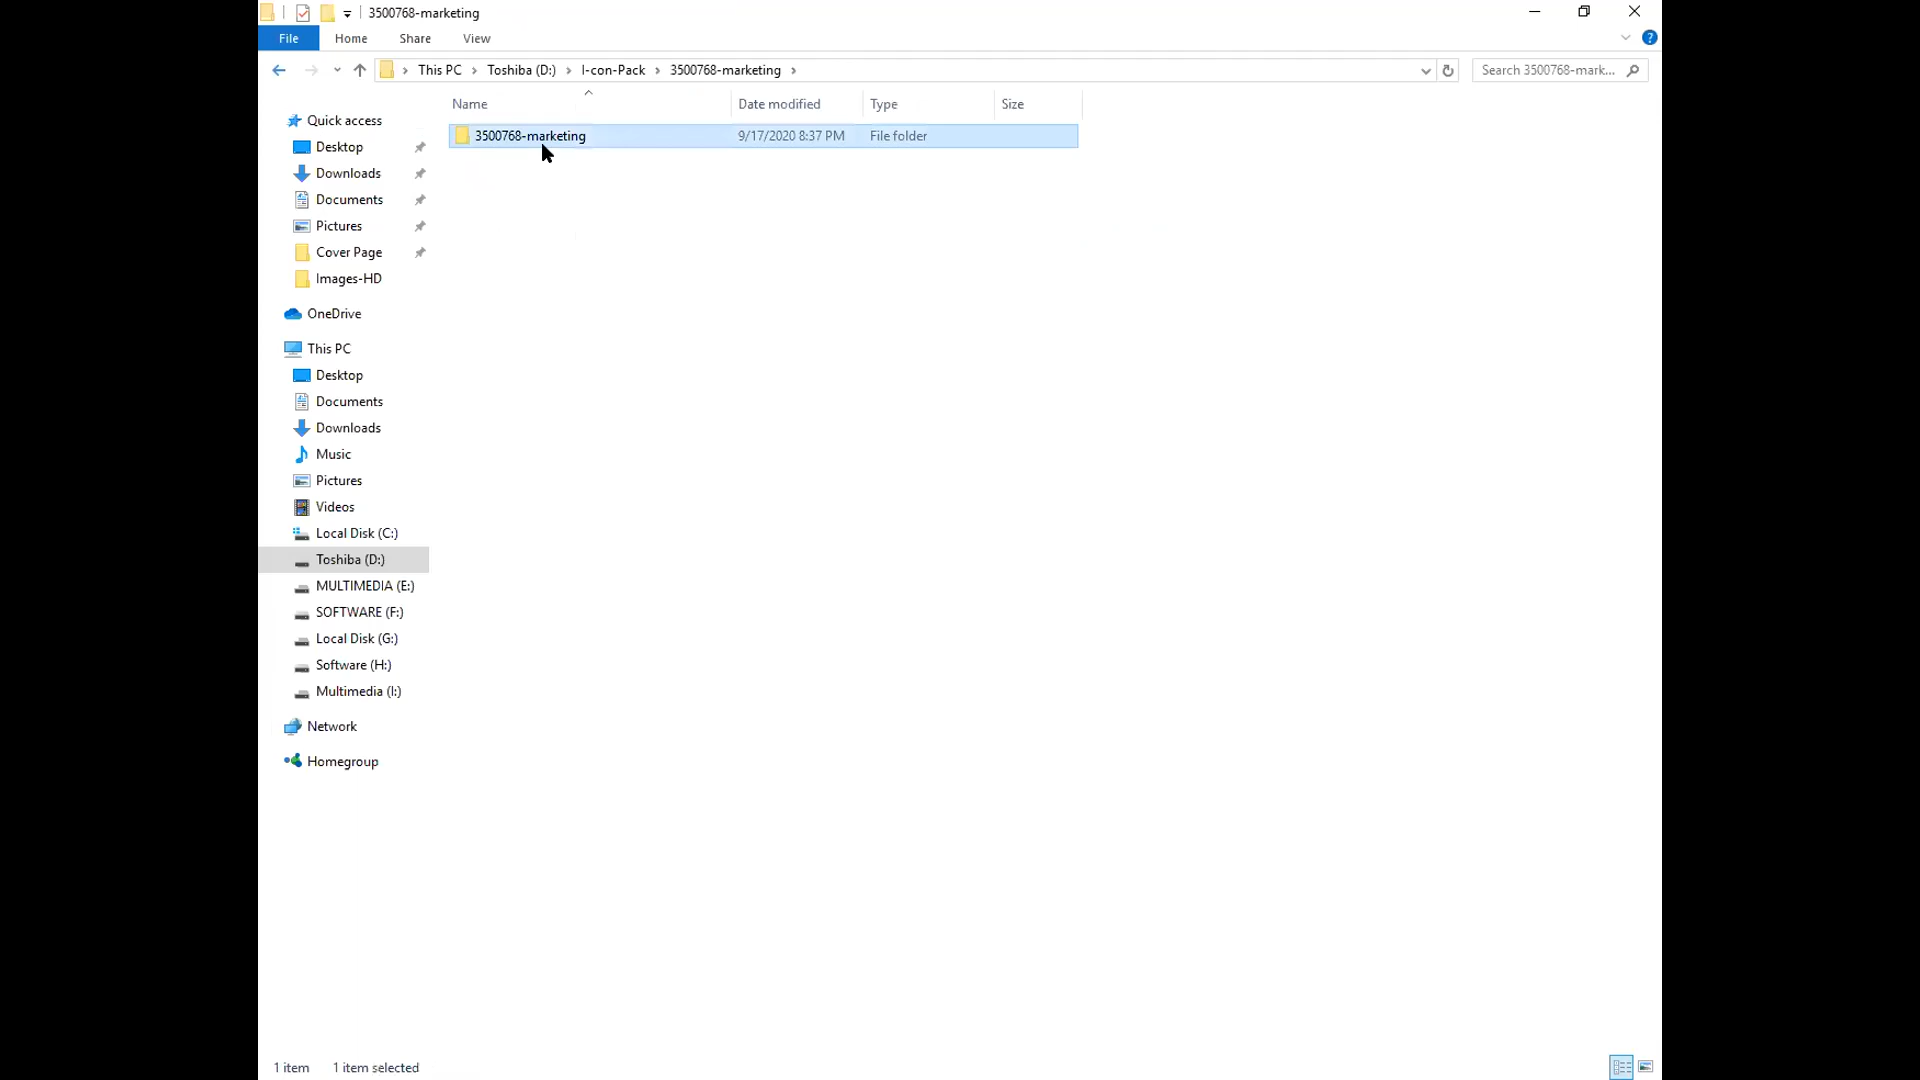 3500768-marketing
File Home Share View
This PC Toshiba (D:) I-con-Pack 3500768-marketing Search 3500768-mark...
Name Date modified Type Size
3500768-marketing 9/17/2020 8:37 PM File folder
Quick access
Desktop
Downloads
Documents
Pictures
Cover Page
Images-HD
OneDrive
This PC
Desktop
Documents
Downloads
Music
Pictures
Videos
Local Disk (C:)
Toshiba (D:)
MULTIMEDIA (E:)
SOFTWARE (F:)
Local Disk (G:)
Software (H:)
Multimedia (I:)
Network
Homegroup
1 item 1 item selected